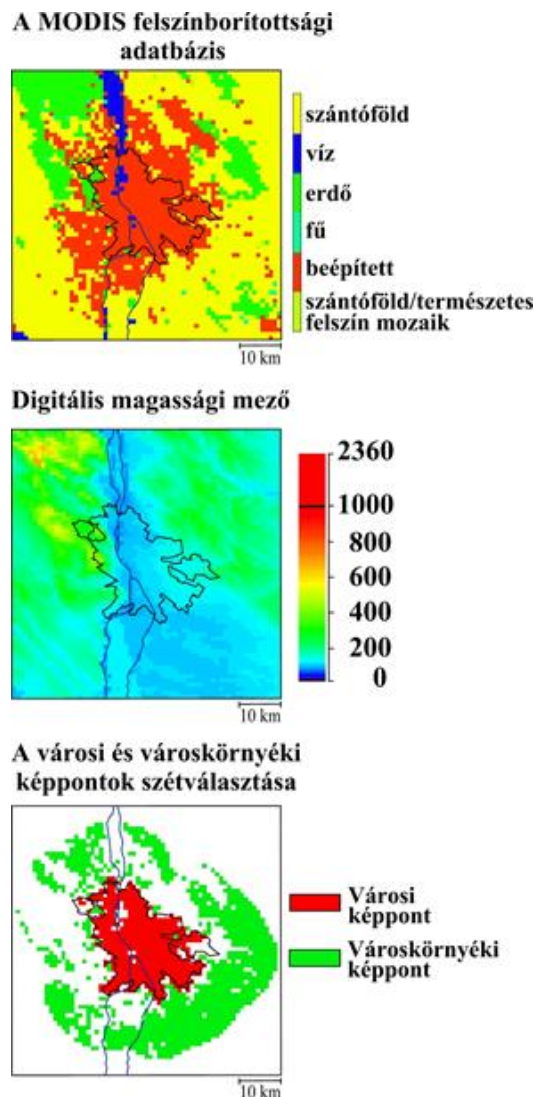 A MODIS felszínborítottsági
adatbázis
szántóföld
víz
erdő
fű
beépített
szántóföld/természetes
felszín mozaik
10 km
Digitális magassági mező
2360
1000
800
600
400
200
0
10 km
A városi és városkörnyéki
képpontok szétválasztása
Városi
képpont
Városkörnyéki
képpont
10 km